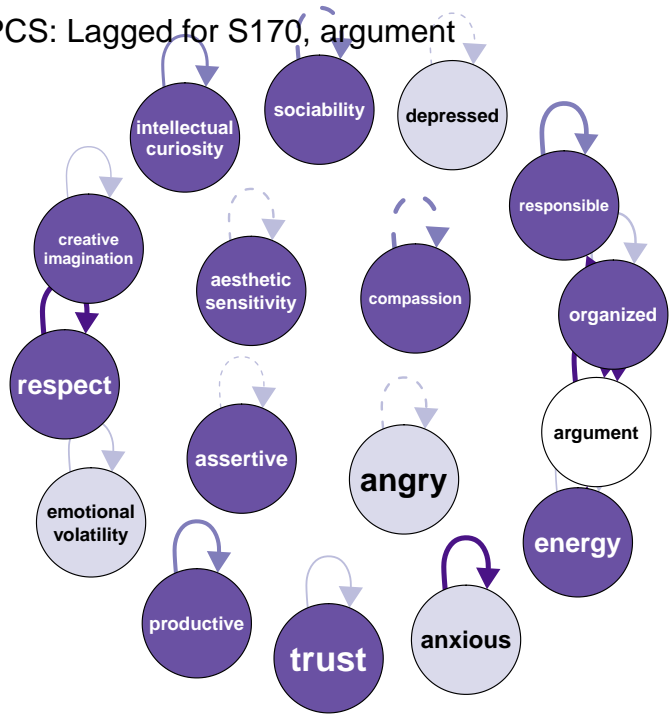 PCS: Lagged for S170, argument
sociability
depressed
intellectual
curiosity
responsible
creative
imagination
aesthetic
sensitivity
compassion
organized
respect
argument
assertive
angry
emotional
volatility
energy
productive
trust
anxious